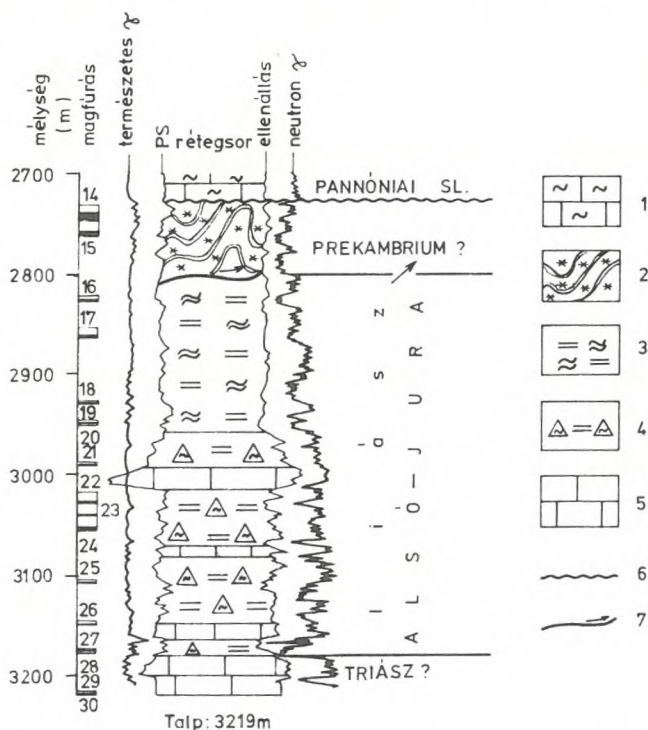 mélység
(m)
magfúrás
természetes γ
PS
rétegsor
ellenállás
neutron γ
2700
2800
2900
3000
3100
3200
14
15
16
17
18
19
20
21
22
23
24
25
26
27
28
29
30
PANNÓNIAI SL.
PREKAMBRIUM ?
liász
ALSÓ-JURA
TRIÁSZ ?
Talp: 3219m
1
2
3
4
5
6
7